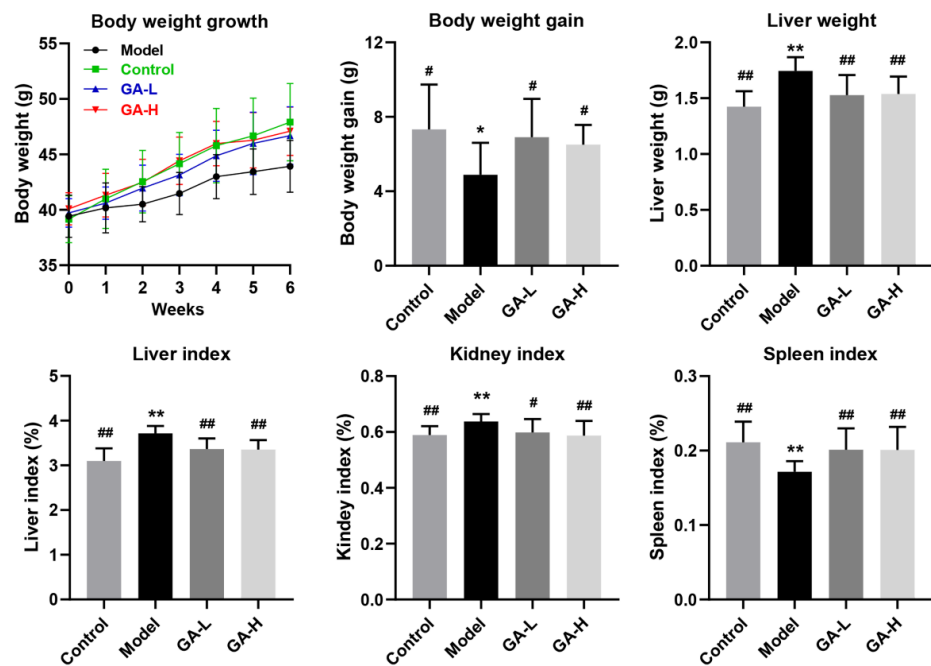 Body weight growth
Body weight (g)
55
50
45
40
35
Model
Control
GA-L
GA-H
0 1 2 3 4 5 6
Weeks
Body weight gain
Body weight gain (g)
12
8
4
0
# * # #
Control Model GA-L GA-H
Liver weight
Liver weight (g)
2.0
1.5
1.0
0.5
0.0
## ** ## ##
Control Model GA-L GA-H
Liver index
Liver index (%)
5
4
3
2
1
0
## ** ## ##
Control Model GA-L GA-H
Kidney index
Kindey index (%)
0.8
0.6
0.4
0.2
0.0
## ** # ##
Control Model GA-L GA-H
Spleen index
Spleen index (%)
0.3
0.2
0.1
0.0
## ** ## ##
Control Model GA-L GA-H